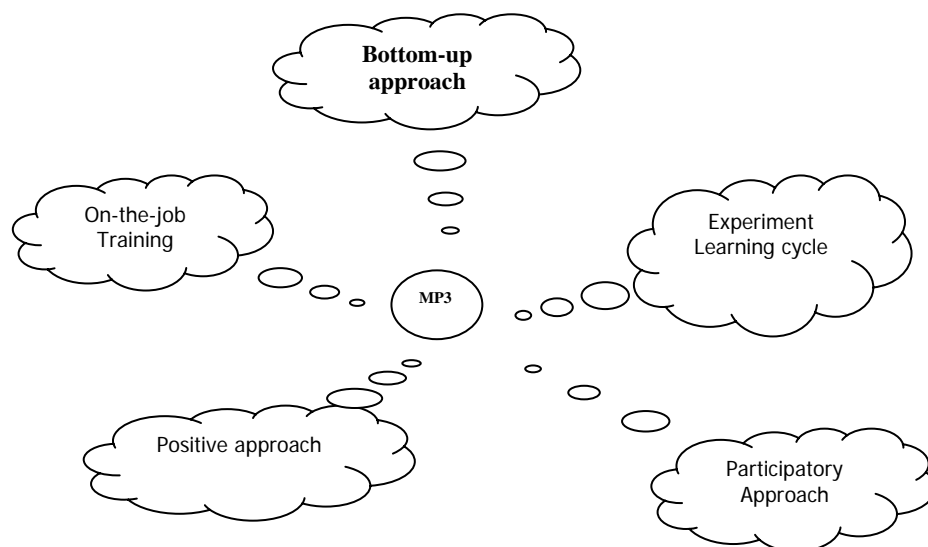 Bottom-up
approach
On-the-job
Training
Experiment
Learning cycle
MP3
Positive approach
Participatory
Approach